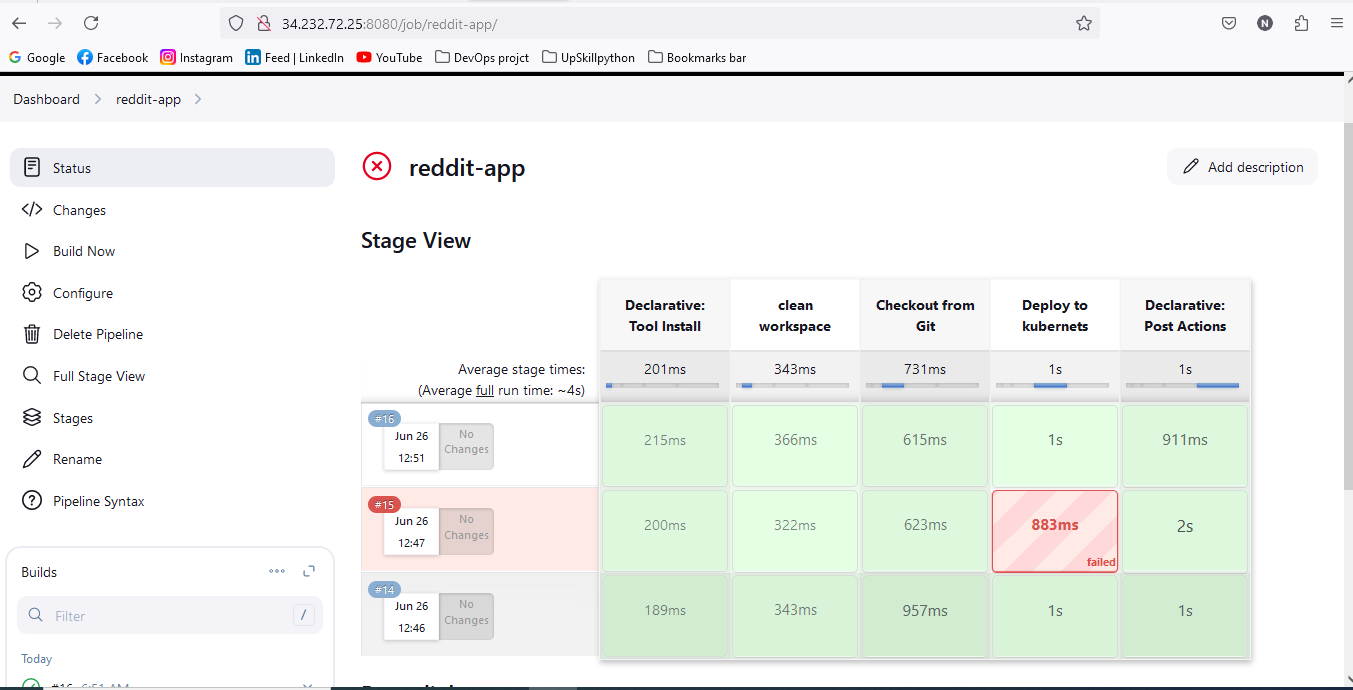 34.232.72.25:8080/job/reddit-app/
N
Google
Facebook
Instagram
Feed | LinkedIn
YouTube
DevOps projct
UpSkillpython
Bookmarks bar
Dashboard
reddit-app
Status
Changes
Build Now
Configure
Delete Pipeline
Full Stage View
Stages
Rename
Pipeline Syntax
Builds
Filter
/
Today
#16 6:51 AM
reddit-app
Add description
Stage View
Declarative:
Tool Install
clean
workspace
Checkout from
Git
Deploy to
kubernets
Declarative:
Post Actions
Average stage times:
(Average full run time: ~4s)
201ms
343ms
731ms
1s
1s
#16
Jun 26
12:51
No
Changes
215ms
366ms
615ms
1s
911ms
#15
Jun 26
12:47
No
Changes
200ms
322ms
623ms
883ms
failed
2s
#14
Jun 26
12:46
No
Changes
189ms
343ms
957ms
1s
1s